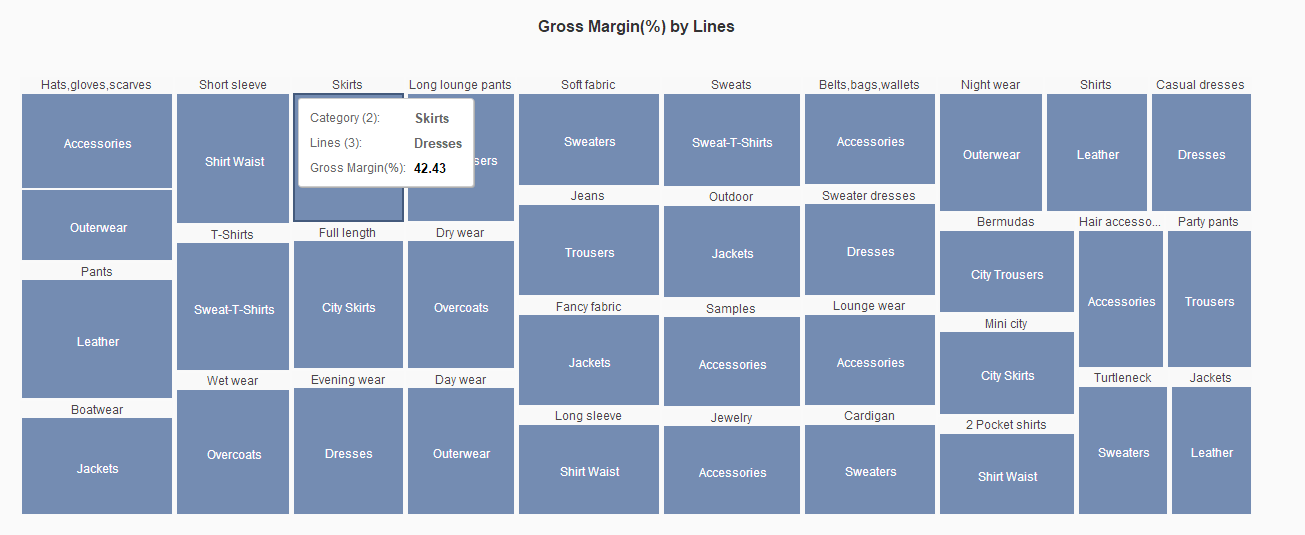 Gross Margin(%) by Lines
Hats,gloves,scarves
Accessories
Outerwear
Pants
Leather
Boatwear
Jackets
Short sleeve
Shirt Waist
T-Shirts
Sweat-T-Shirts
Wet wear
Overcoats
Skirts
Category (2): Skirts
Lines (3): Dresses
Gross Margin(%): 42.43
Full length
City Skirts
Evening wear
Dresses
Long lounge pants
sers
Dry wear
Overcoats
Day wear
Outerwear
Soft fabric
Sweaters
Jeans
Trousers
Fancy fabric
Jackets
Long sleeve
Shirt Waist
Sweats
Sweat-T-Shirts
Outdoor
Jackets
Samples
Accessories
Jewelry
Accessories
Belts,bags,wallets
Accessories
Sweater dresses
Dresses
Lounge wear
Accessories
Cardigan
Sweaters
Night wear
Outerwear
Shirts
Leather
Casual dresses
Dresses
Bermudas
City Trousers
Mini city
City Skirts
2 Pocket shirts
Shirt Waist
Hair accesso...
Accessories
Party pants
Trousers
Turtleneck
Sweaters
Jackets
Leather